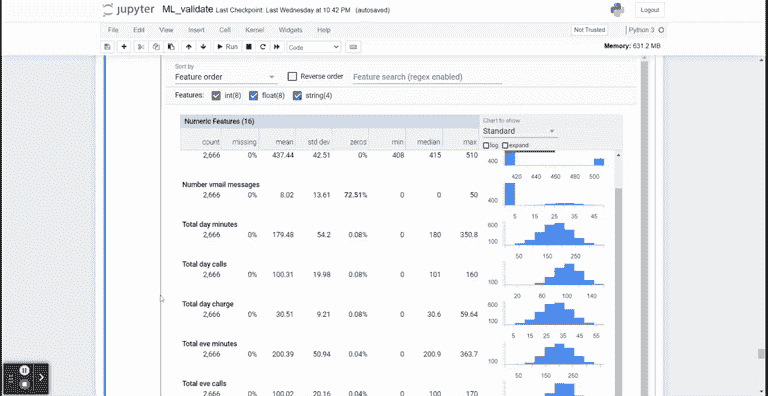 jupyter ML_validate Last Checkpoint: Last Wednesday at 10:42 PM (autosaved)
Logout
File Edit View Insert Cell Kernel Widgets Help
Not Trusted Python 3
Run Code
Memory: 631.2 MB
Sort by
Feature order
Reverse order
Feature search (regex enabled)
Features: int(8) float(8) string(4)
Numeric Features (16)
Chart to show
Standard
log expand
count missing mean std dev zeros min median max
2,666 0% 437.44 42.51 0% 408 415 510
400
420 440 460 480 500
Number vmail messages
2,666 0% 8.02 13.61 72.51% 0 0 50
400
5 15 25 35 45
Total day minutes
2,666 0% 179.48 54.2 0.08% 0 180 350.8
600
100
50 150 250
Total day calls
2,666 0% 100.31 19.98 0.08% 0 101 160
100
20 60 100 140
Total day charge
2,666 0% 30.51 9.21 0.08% 0 30.6 59.64
600
100
5 15 25 35 45 55
Total eve minutes
2,666 0% 200.39 50.94 0.04% 0 200.9 363.7
100
50 150 250
Total eve calls
2,666 0% 100.02 20.16 0.04% 0 100 170